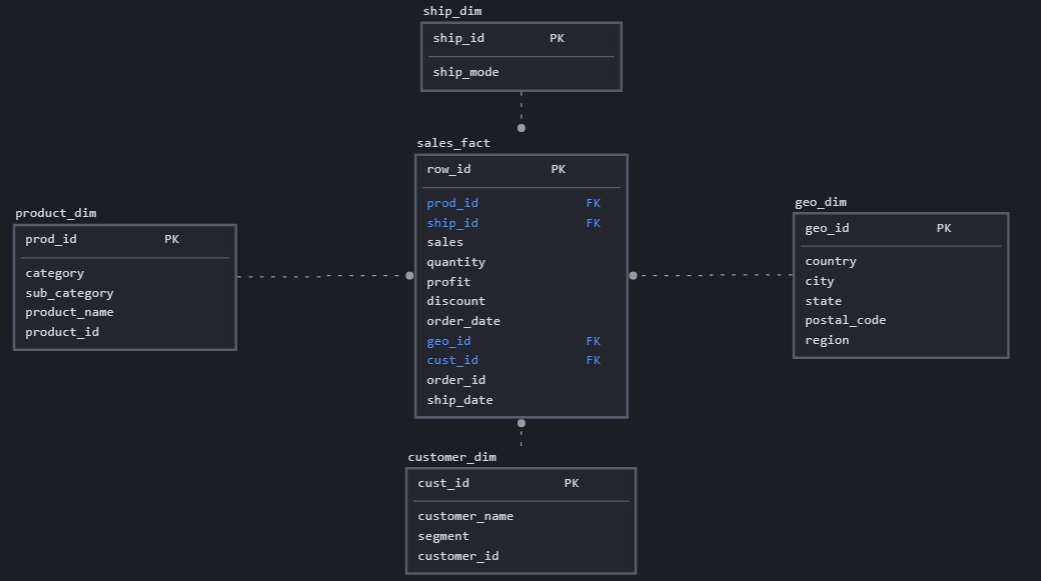 ship_dim
ship_id PK
ship_mode
sales_fact
row_id PK
prod_id FK
ship_id FK
sales
quantity
profit
discount
order_date
geo_id FK
cust_id FK
order_id
ship_date
product_dim
prod_id PK
category
sub_category
product_name
product_id
geo_dim
geo_id PK
country
city
state
postal_code
region
customer_dim
cust_id PK
customer_name
segment
customer_id